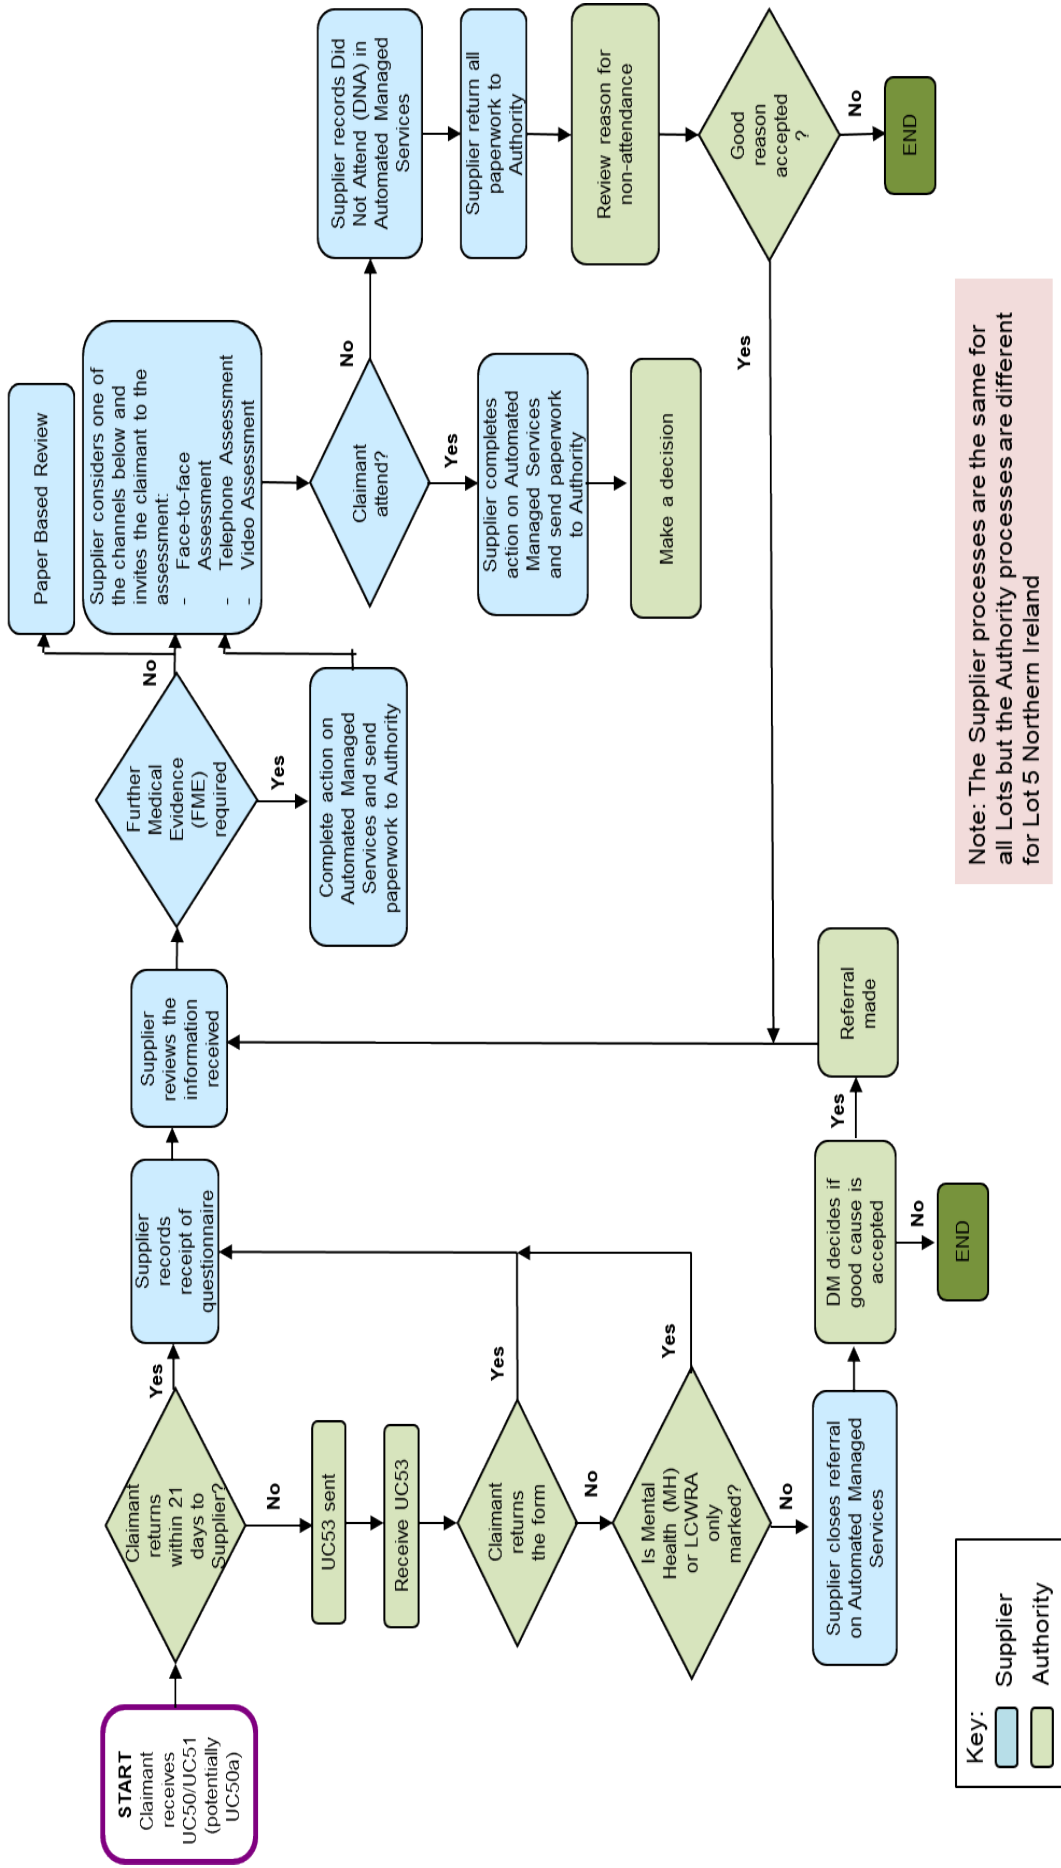 START
Claimant
receives
UC50/UC51
(potentially
UC50a)
Claimant
returns
within 21
days to
Supplier?
Yes
No
Supplier
records
receipt of
questionnaire
Supplier
reviews the
information
received
Further
Medical
Evidence
(FME)
required
No
Yes
Paper Based Review
Supplier considers one of
the channels below and
invites the claimant to the
assessment:
- Face-to-face
Assessment
- Telephone Assessment
- Video Assessment
Complete action on
Automated Managed
Services and send
paperwork to Authority
Claimant
attend?
No
Yes
Supplier records Did
Not Attend (DNA) in
Automated Managed
Services
Supplier return all
paperwork to
Authority
Review reason for
non-attendance
Good
reason
accepted
?
No
END
Yes
Supplier completes
action on Automated
Managed Services
and send paperwork
to Authority
Make a decision
UC53 sent
Receive UC53
Claimant
returns
the form
Yes
No
Is Mental
Health (MH)
or LCWRA
only
marked?
Yes
No
Supplier closes referral
on Automated Managed
Services
DM decides if
good cause is
accepted
Yes
No
END
Referral
made
Key:
Supplier
Authority
Note: The Supplier processes are the same for
all Lots but the Authority processes are different
for Lot 5 Northern Ireland